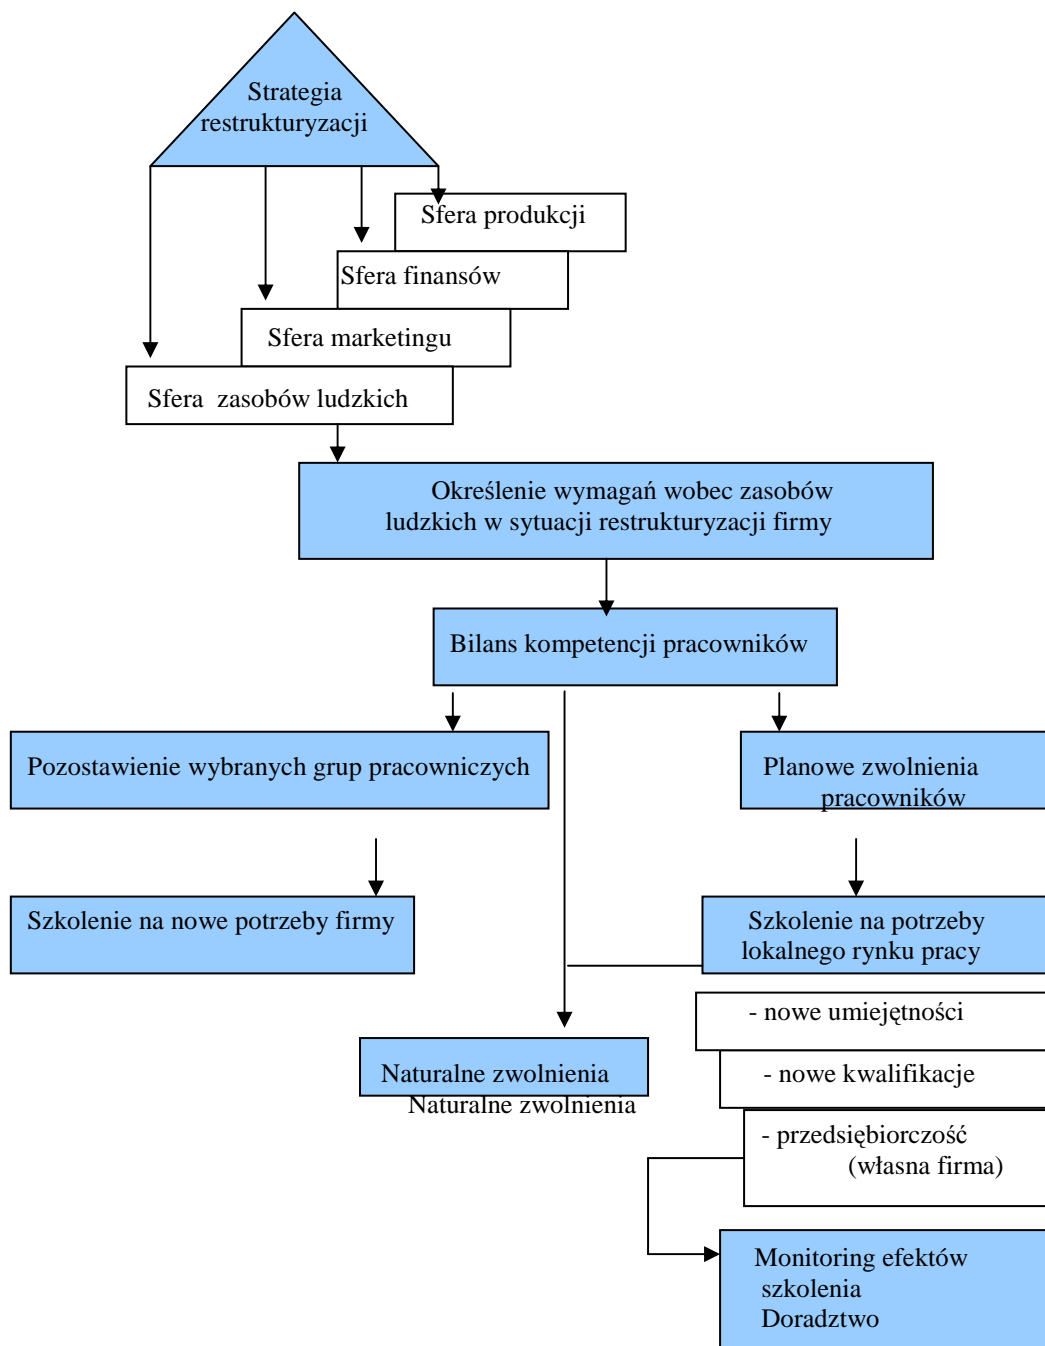 Strategia
restrukturyzacji
Sfera produkcji
Sfera finansów
Sfera marketingu
Sfera zasobów ludzkich
Określenie wymagań wobec zasobów
ludzkich w sytuacji restrukturyzacji firmy
Bilans kompetencji pracowników
Pozostawienie wybranych grup pracowniczych
Planowe zwolnienia
pracowników
Szkolenie na nowe potrzeby firmy
Szkolenie na potrzeby
lokalnego rynku pracy
- nowe umiejętności
- nowe kwalifikacje
- przedsiębiorczość
(własna firma)
Naturalne zwolnienia
Naturalne zwolnienia
Monitoring efektów
szkolenia
Doradztwo